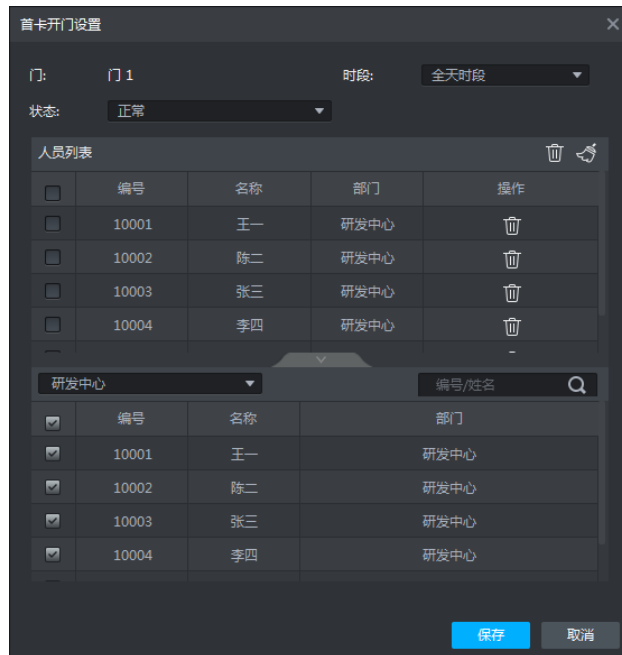 首卡开门设置
门: 门 1 时段: 全天时段
状态: 正常
人员列表
编号 名称 部门 操作
10001 王一 研发中心
10002 陈二 研发中心
10003 张三 研发中心
10004 李四 研发中心
研发中心 编号/姓名
编号 名称 部门
10001 王一 研发中心
10002 陈二 研发中心
10003 张三 研发中心
10004 李四 研发中心
保存 取消